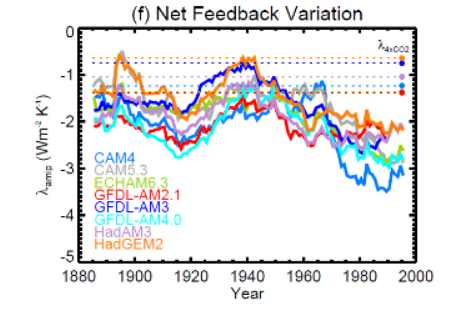 (f) Net Feedback Variation
0
-1
-2
-3
-4
-5
λamp (Wm-2 K-1)
λ4xCO2
CAM4
CAM5.3
ECHAM6.3
GFDL-AM2.1
GFDL-AM3
GFDL-AM4.0
HadAM3
HadGEM2
1880 1900 1920 1940 1960 1980 2000
Year